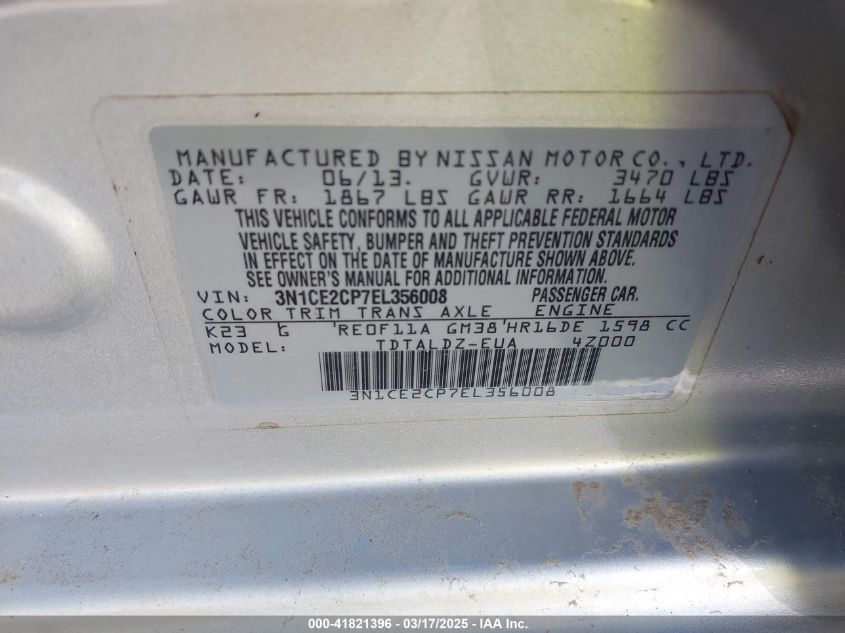 MANUFACTURED BY NISSAN MOTOR CO., LTD.
DATE: 06/13. GVWR: 3470 LBS
GAWR FR: 1867 LBS GAWR RR: 1664 LBS
THIS VEHICLE CONFORMS TO ALL APPLICABLE FEDERAL MOTOR
VEHICLE SAFETY, BUMPER AND THEFT PREVENTION STANDARDS
IN EFFECT ON THE DATE OF MANUFACTURE SHOWN ABOVE.
SEE OWNER'S MANUAL FOR ADDITIONAL INFORMATION.
VIN: 3N1CE2CP7EL356008 PASSENGER CAR.
COLOR TRIM TRANS AXLE ENGINE
K23 G RE0F11A GM38 HR16DE 1598 CC
MODEL: TDTALDZ-EUA 4Z000
3N1CE2CP7EL356008
000-41821396 - 03/17/2025 - IAA Inc.